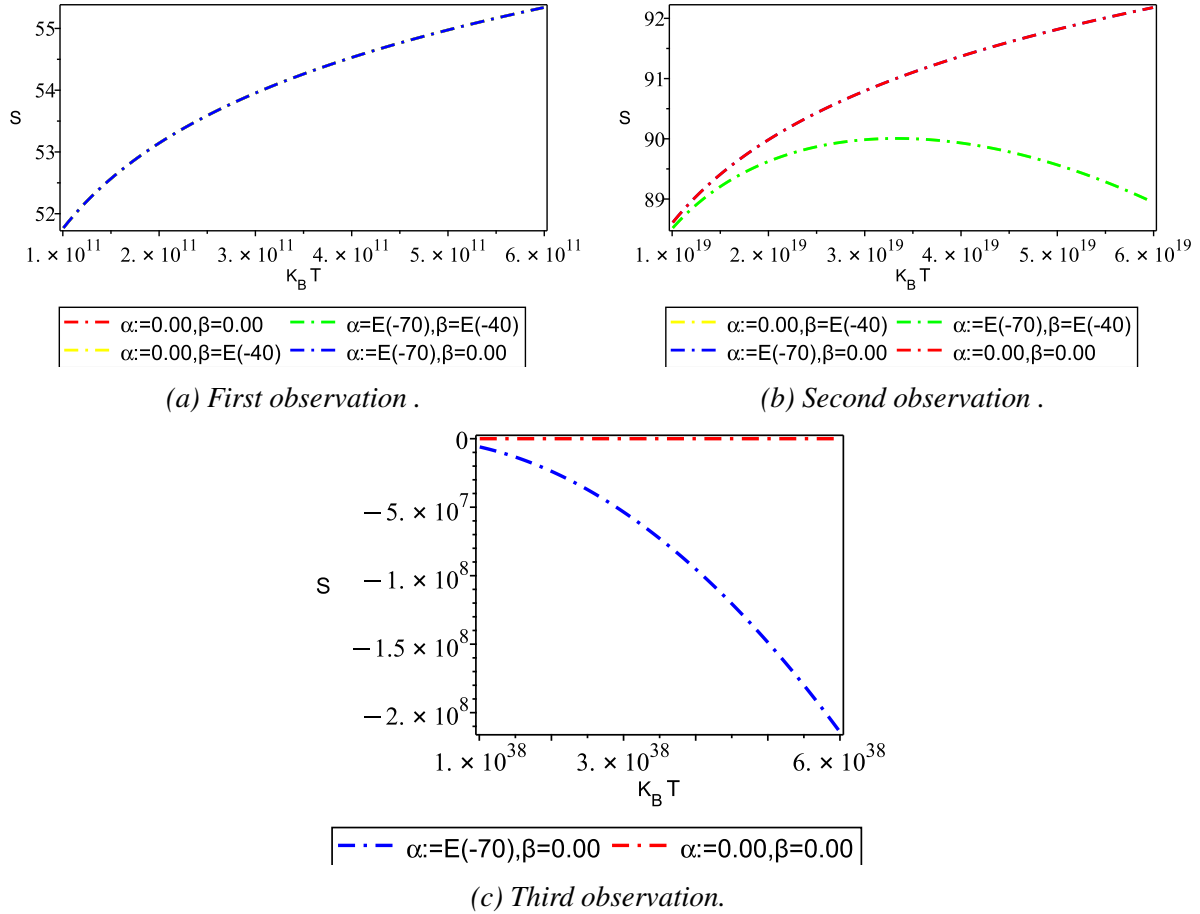 55
54
S
53
52
1. × 10^11 2. × 10^11 3. × 10^11 4. × 10^11 5. × 10^11 6. × 10^11
K_B T
α:=0.00,β=0.00 α=E(-70),β=E(-40)
α:=0.00,β=E(-40) α:=E(-70),β=0.00
(a) First observation .
92
91
S
90
89
1. × 10^19 2. × 10^19 3. × 10^19 4. × 10^19 5. × 10^19 6. × 10^19
K_B T
α:=0.00,β=E(-40) α:=E(-70),β=E(-40)
α:=E(-70),β=0.00 α:=0.00,β=0.00
(b) Second observation .
0
−5. × 10^7
S
−1. × 10^8
−1.5 × 10^8
−2. × 10^8
1. × 10^38 3. × 10^38 6. × 10^38
K_B T
α:=E(-70),β=0.00 α:=0.00,β=0.00
(c) Third observation.